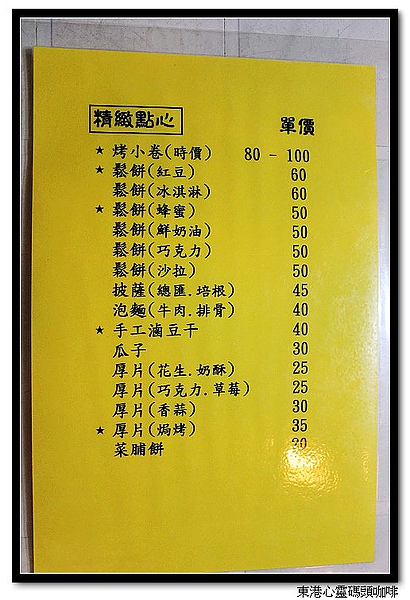 精緻點心 單價
★ 烤小卷(時價) 80 - 100
★ 鬆餅(紅豆) 60
鬆餅(冰淇淋) 60
★ 鬆餅(蜂蜜) 50
鬆餅(鮮奶油) 50
鬆餅(巧克力) 50
鬆餅(沙拉) 50
披薩(總匯.培根) 45
泡麵(牛肉.排骨) 40
★ 手工滷豆干 40
瓜子 30
厚片(花生.奶酥) 25
厚片(巧克力.草莓) 25
厚片(香蒜) 30
★ 厚片(焗烤) 35
菜脯餅
東港心靈碼頭咖啡